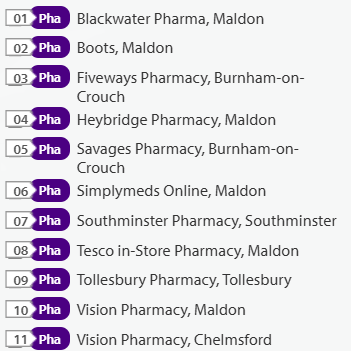 01 Pha Blackwater Pharma, Maldon
02 Pha Boots, Maldon
03 Pha Fiveways Pharmacy, Burnham-on-
Crouch
04 Pha Heybridge Pharmacy, Maldon
05 Pha Savages Pharmacy, Burnham-on-
Crouch
06 Pha Simplymeds Online, Maldon
07 Pha Southminster Pharmacy, Southminster
08 Pha Tesco in-Store Pharmacy, Maldon
09 Pha Tollesbury Pharmacy, Tollesbury
10 Pha Vision Pharmacy, Maldon
11 Pha Vision Pharmacy, Chelmsford